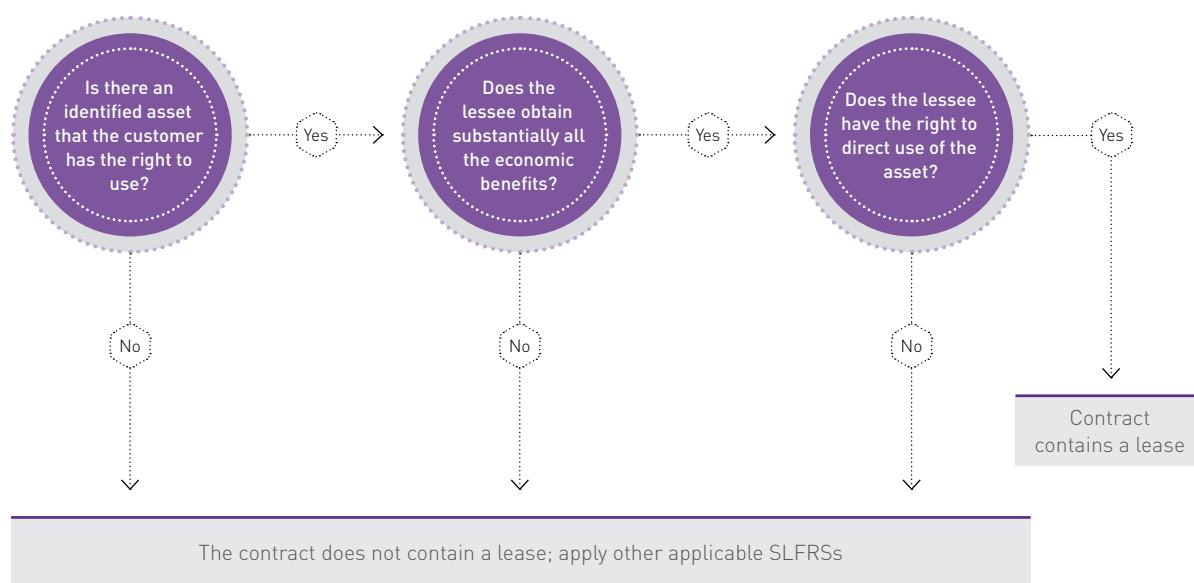 Is there an
identified asset
that the customer
has the right to
use?
Yes
Does the
lessee obtain
substantially all
the economic
benefits?
Yes
Does the lessee
have the right to
direct use of the
asset?
Yes
No
No
No
Contract
contains a lease
The contract does not contain a lease; apply other applicable SLFRSs